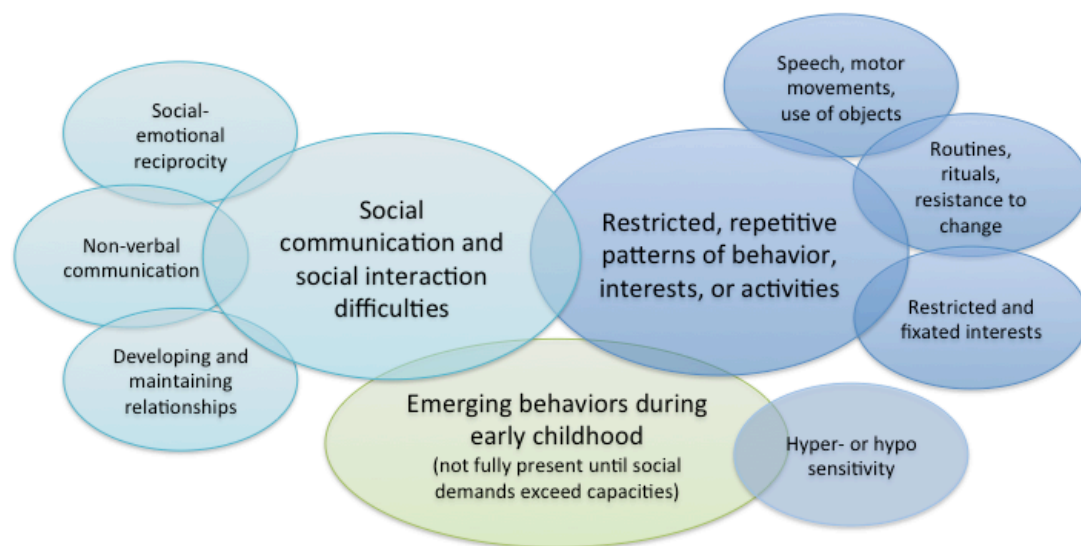 Social-
emotional
reciprocity
Non-verbal
communication
Developing and
maintaining
relationships
Social
communication and
social interaction
difficulties
Restricted, repetitive
patterns of behavior,
interests, or activities
Speech, motor
movements,
use of objects
Routines,
rituals,
resistance to
change
Restricted and
fixated interests
Emerging behaviors during
early childhood
(not fully present until social
demands exceed capacities)
Hyper- or hypo
sensitivity